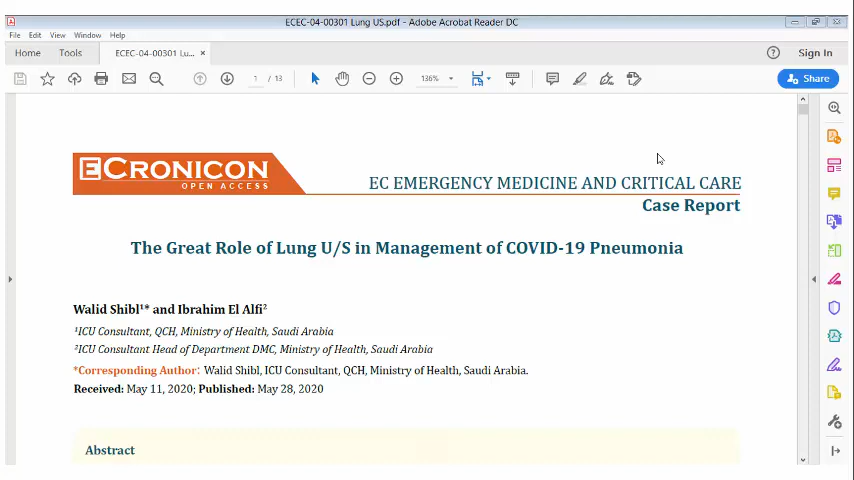 ECEC-04-00301 Lung US.pdf - Adobe Acrobat Reader DC
File Edit View Window Help
Home Tools ECEC-04-00301 Lu... × Sign In
1 / 13 136% Share
ECRONICON
OPEN ACCESS
EC EMERGENCY MEDICINE AND CRITICAL CARE
Case Report
The Great Role of Lung U/S in Management of COVID-19 Pneumonia
Walid Shibl¹* and Ibrahim El Alfi²
¹ICU Consultant, QCH, Ministry of Health, Saudi Arabia
²ICU Consultant Head of Department DMC, Ministry of Health, Saudi Arabia
*Corresponding Author: Walid Shibl, ICU Consultant, QCH, Ministry of Health, Saudi Arabia.
Received: May 11, 2020; Published: May 28, 2020
Abstract